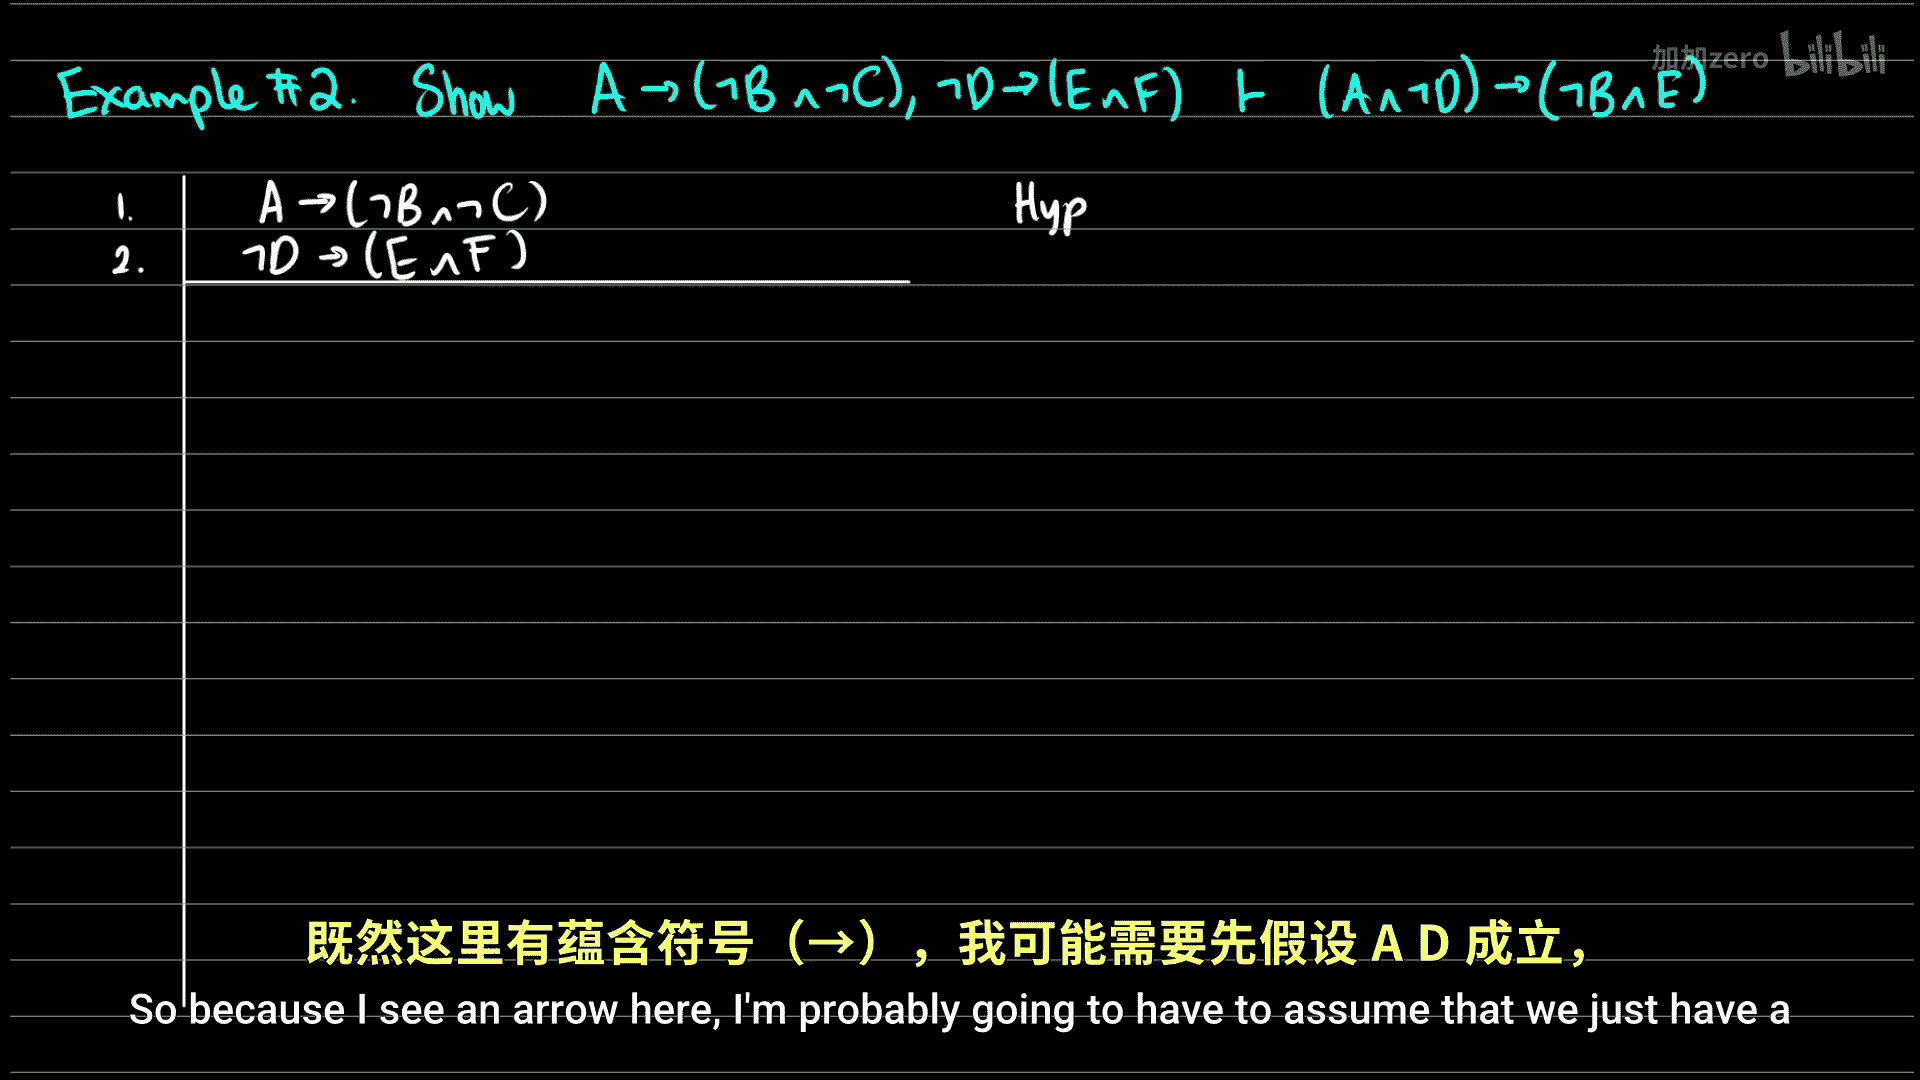 加加zero bilibili
Example #2. Show A → (¬B ∧ ¬C), ¬D → (E ∧ F) ⊢ (A ∧ ¬D) → (¬B ∧ E)
1. A → (¬B ∧ ¬C) Hyp
2. ¬D → (E ∧ F)
既然这里有蕴含符号（→），我可能需要先假设 A D 成立，
So because I see an arrow here, I'm probably going to have to assume that we just have a